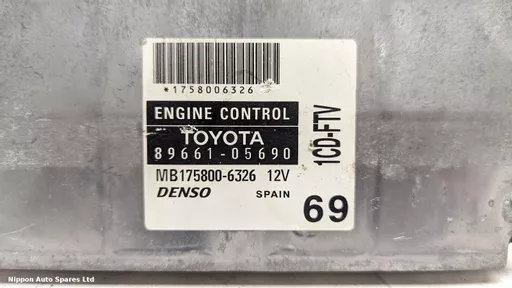 *1758006326
ENGINE CONTROL
TOYOTA
89661-05690
MB175800-6326 12V
DENSO SPAIN
1CD-FTV
69
Nippon Auto Spares Ltd